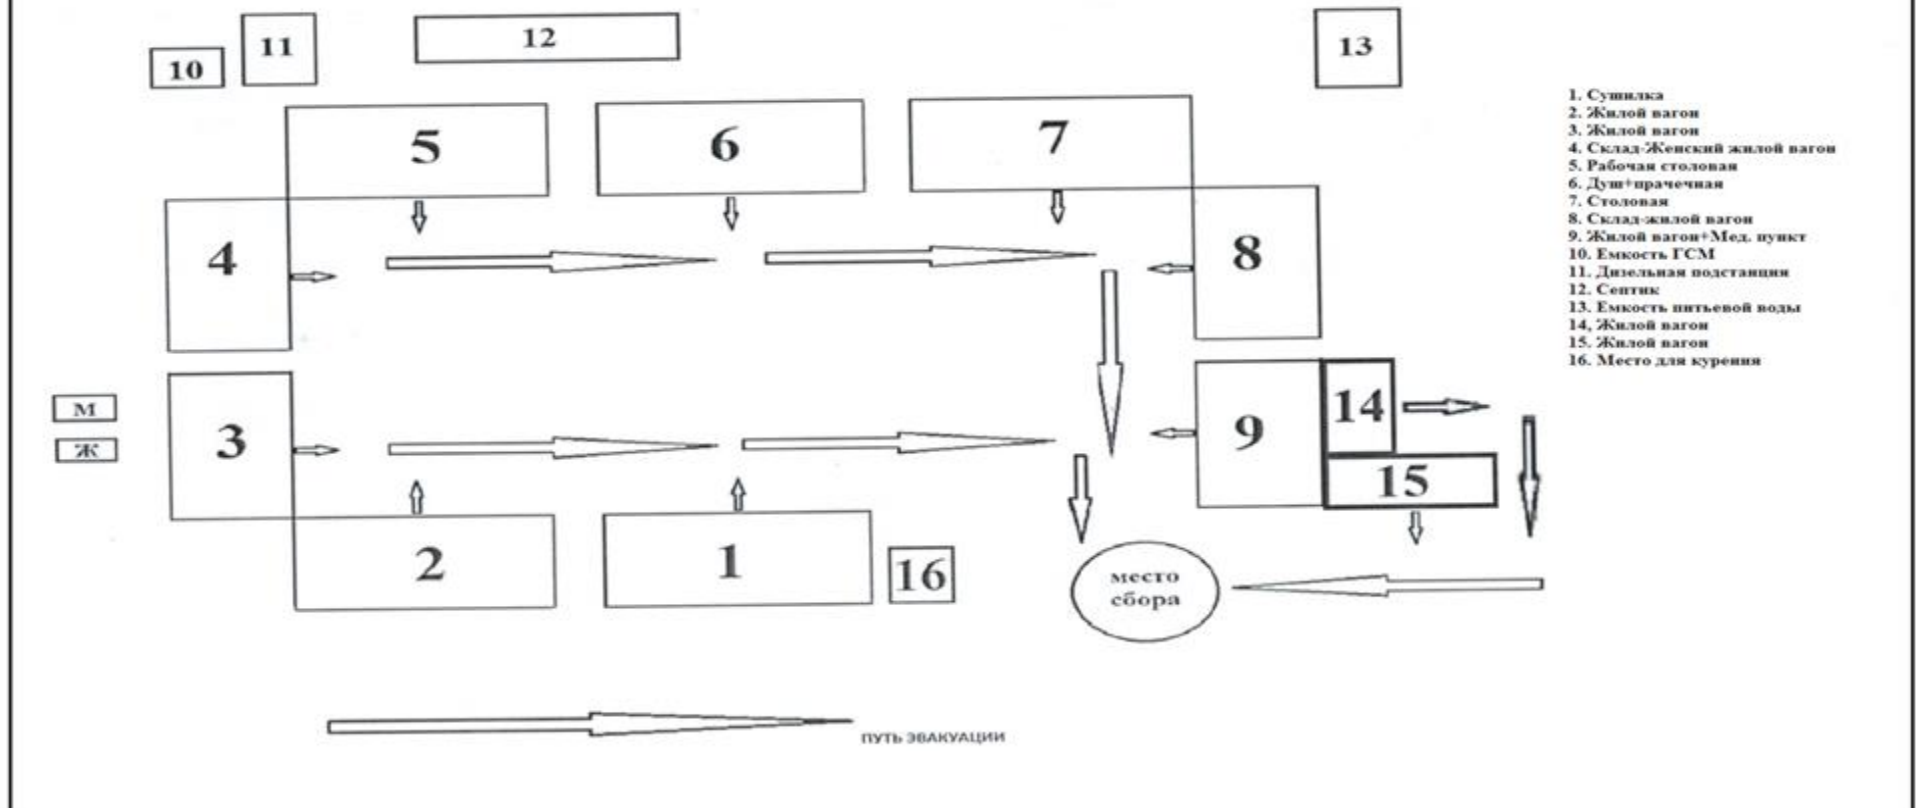 11
12
13
10
5
6
7
4
8
М
Ж
3
9
14
15
2
1
16
место
сбора
ПУТЬ ЭВАКУАЦИИ
1. Сушилка
2. Жилой вагон
3. Жилой вагон
4. Склад-Женский жилой вагон
5. Рабочая столовая
6. Душ+прачечная
7. Столовая
8. Склад-жилой вагон
9. Жилой вагон+Мед. пункт
10. Емкость ГСМ
11. Дизельная подстанция
12. Септик
13. Емкость питьевой воды
14, Жилой вагон
15. Жилой вагон
16. Место для курения